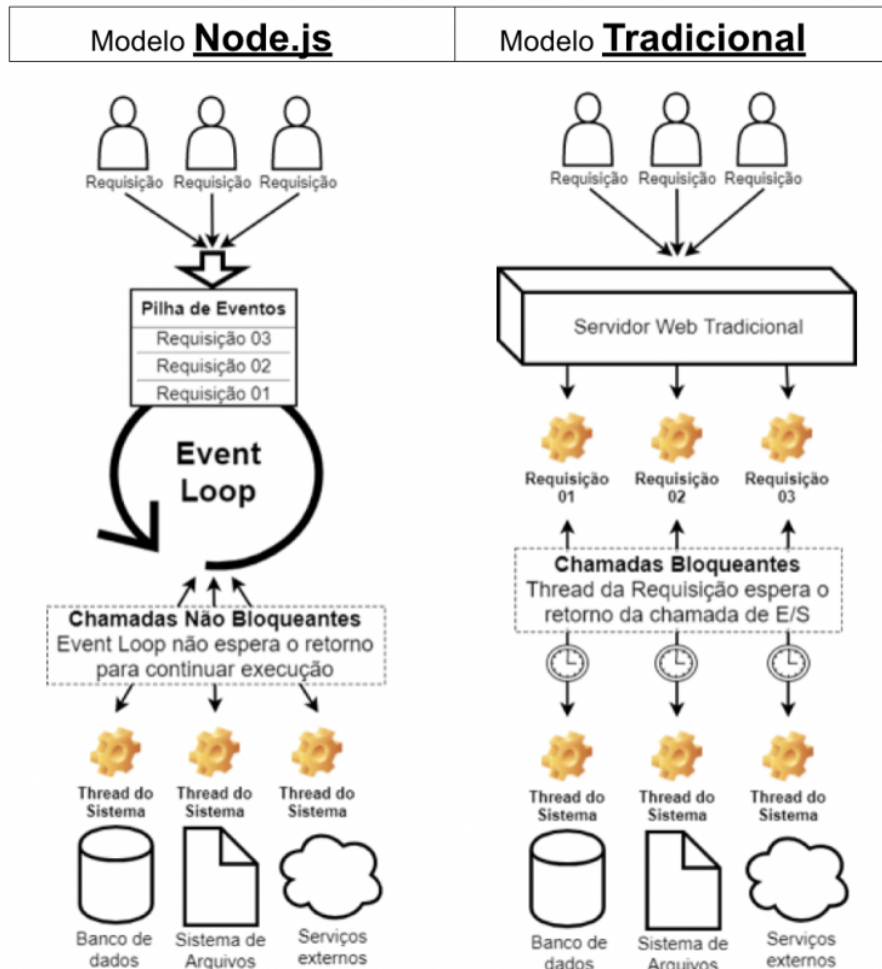 Modelo Node.js
Requisição Requisição Requisição
Pilha de Eventos
Requisição 03
Requisição 02
Requisição 01
Event
Loop
Chamadas Não Bloqueantes
Event Loop não espera o retorno
para continuar execução
Thread do Thread do Thread do
Sistema Sistema Sistema
Banco de Sistema de Serviços
dados Arquivos externos
Modelo Tradicional
Requisição Requisição Requisição
Servidor Web Tradicional
Requisição Requisição Requisição
01 02 03
Chamadas Bloqueantes
Thread da Requisição espera o
retorno da chamada de E/S
Thread do Thread do Thread do
Sistema Sistema Sistema
Banco de Sistema de Serviços
dados Arquivos externos